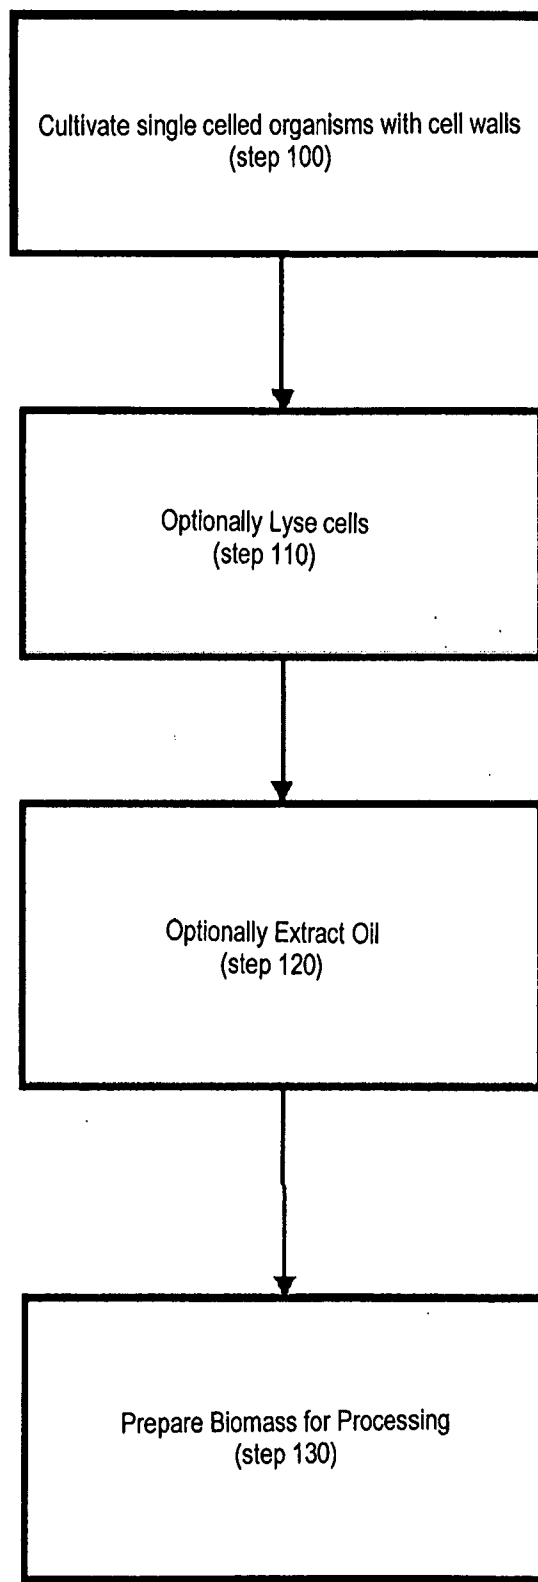 Cultivate single celled organisms with cell walls
(step 100)
Optionally Lyse cells
(step 110)
Optionally Extract Oil
(step 120)
Prepare Biomass for Processing
(step 130)